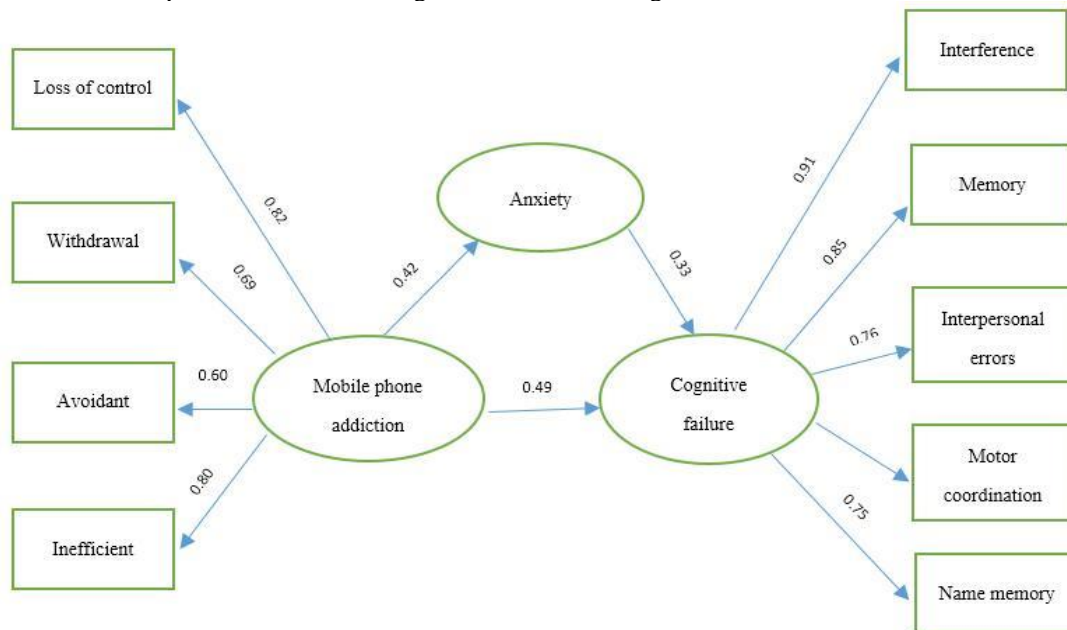 Interference
Loss of control
0.91
Memory
Anxiety
0.82
0.85
Withdrawal
0.69
0.42
0.33
Interpersonal
errors
0.76
Avoidant
0.60
Mobile phone
addiction
0.49
Cognitive
failure
Motor
coordination
0.80
0.75
Inefficient
Name memory